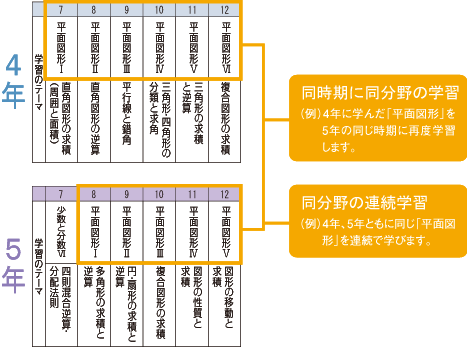 4年
学習のテーマ
7 8 9 10 11 12
平面図形Ⅰ
平面図形Ⅱ
平面図形Ⅲ
平面図形Ⅳ
平面図形Ⅴ
平面図形Ⅵ
直角図形の求積
(周囲と面積)
直角図形の逆算
平行線と錯角
三角形・四角形の
分類と求角
三角形の求積
と逆算
複合図形の求積
同時期に同分野の学習
(例)4年に学んだ「平面図形」を
5年の同じ時期に再度学習
します。
5年
学習のテーマ
7 8 9 10 11 12
少数と分数Ⅵ
平面図形Ⅰ
平面図形Ⅱ
平面図形Ⅲ
平面図形Ⅳ
平面図形Ⅴ
四則混合逆算・
分配法則
多角形の求積と
逆算
円・扇形の求積と
逆算
複合図形の求積
図形の性質と
求積
図形の移動と
求積
同分野の連続学習
(例)4年、5年ともに同じ「平面図
形」を連続で学びます。